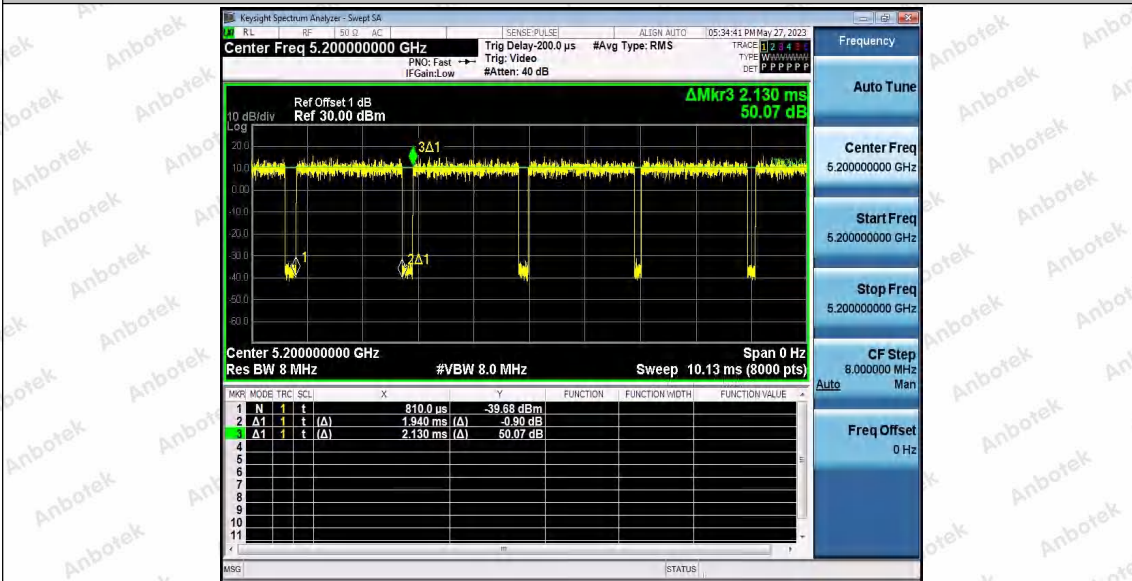 Keysight Spectrum Analyzer - Swept SA
RL RF 50 Ω AC SENSE:PULSE ALIGN AUTO 05:34:41 PM May 27, 2023
Center Freq 5.200000000 GHz
Trig Delay-200.0 µs #Avg Type: RMS
TRACE 1 2 3 4 5 6
PNO: Fast Trig: Video
TYPE WWWWWW
IFGain:Low #Atten: 40 dB
DET P P P P P P
Frequency
ΔMkr3 2.130 ms
50.07 dB
Ref Offset 1 dB
10 dB/div Ref 30.00 dBm
Log
20.0
10.0
0.00
-10.0
-20.0
-30.0
-40.0
-50.0
-60.0
3Δ1
1
2Δ1
Center 5.200000000 GHz Span 0 Hz
Res BW 8 MHz #VBW 8.0 MHz Sweep 10.13 ms (8000 pts)
MKR MODE TRC SCL X Y FUNCTION FUNCTION WIDTH FUNCTION VALUE
1 N 1 t 810.0 µs -39.68 dBm
2 Δ1 1 t (Δ) 1.940 ms (Δ) -0.90 dB
3 Δ1 1 t (Δ) 2.130 ms (Δ) 50.07 dB
4
5
6
7
8
9
10
11
MSG STATUS
Auto Tune
Center Freq
5.200000000 GHz
Start Freq
5.200000000 GHz
Stop Freq
5.200000000 GHz
CF Step
8.000000 MHz
Auto Man
Freq Offset
0 Hz
Anbotek